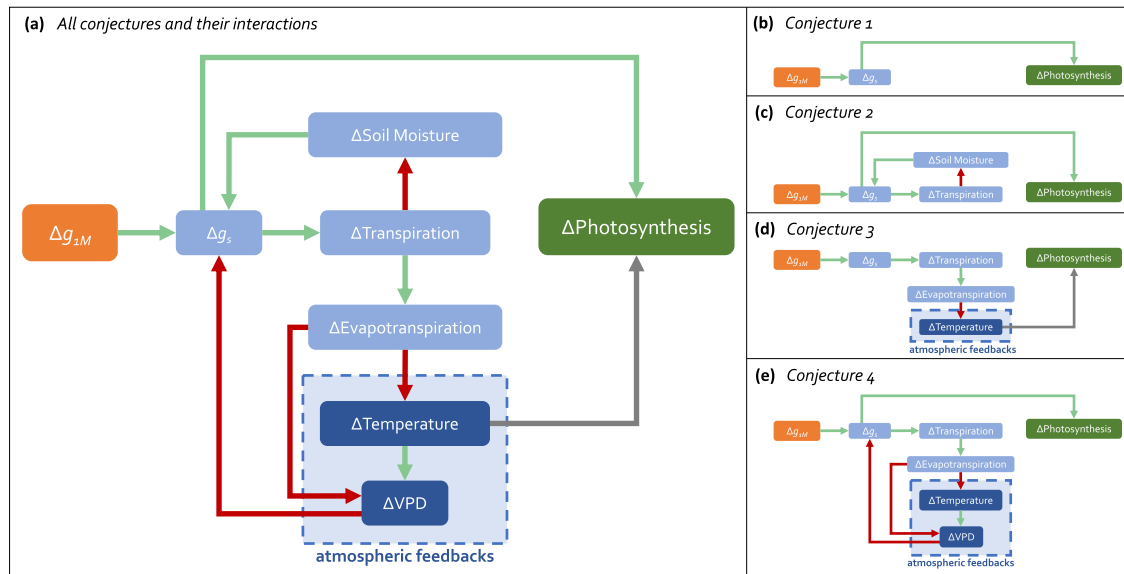 (a) All conjectures and their interactions
ΔSoil Moisture
Δg1M
Δgs
ΔTranspiration
ΔPhotosynthesis
ΔEvapotranspiration
ΔTemperature
ΔVPD
atmospheric feedbacks
(b) Conjecture 1
Δg1M
Δgs
ΔPhotosynthesis
(c) Conjecture 2
ΔSoil Moisture
Δg1M
Δgs
ΔTranspiration
ΔPhotosynthesis
(d) Conjecture 3
Δg1M
Δgs
ΔTranspiration
ΔPhotosynthesis
ΔEvapotranspiration
ΔTemperature
atmospheric feedbacks
(e) Conjecture 4
Δg1M
Δgs
ΔTranspiration
ΔPhotosynthesis
ΔEvapotranspiration
ΔTemperature
ΔVPD
atmospheric feedbacks